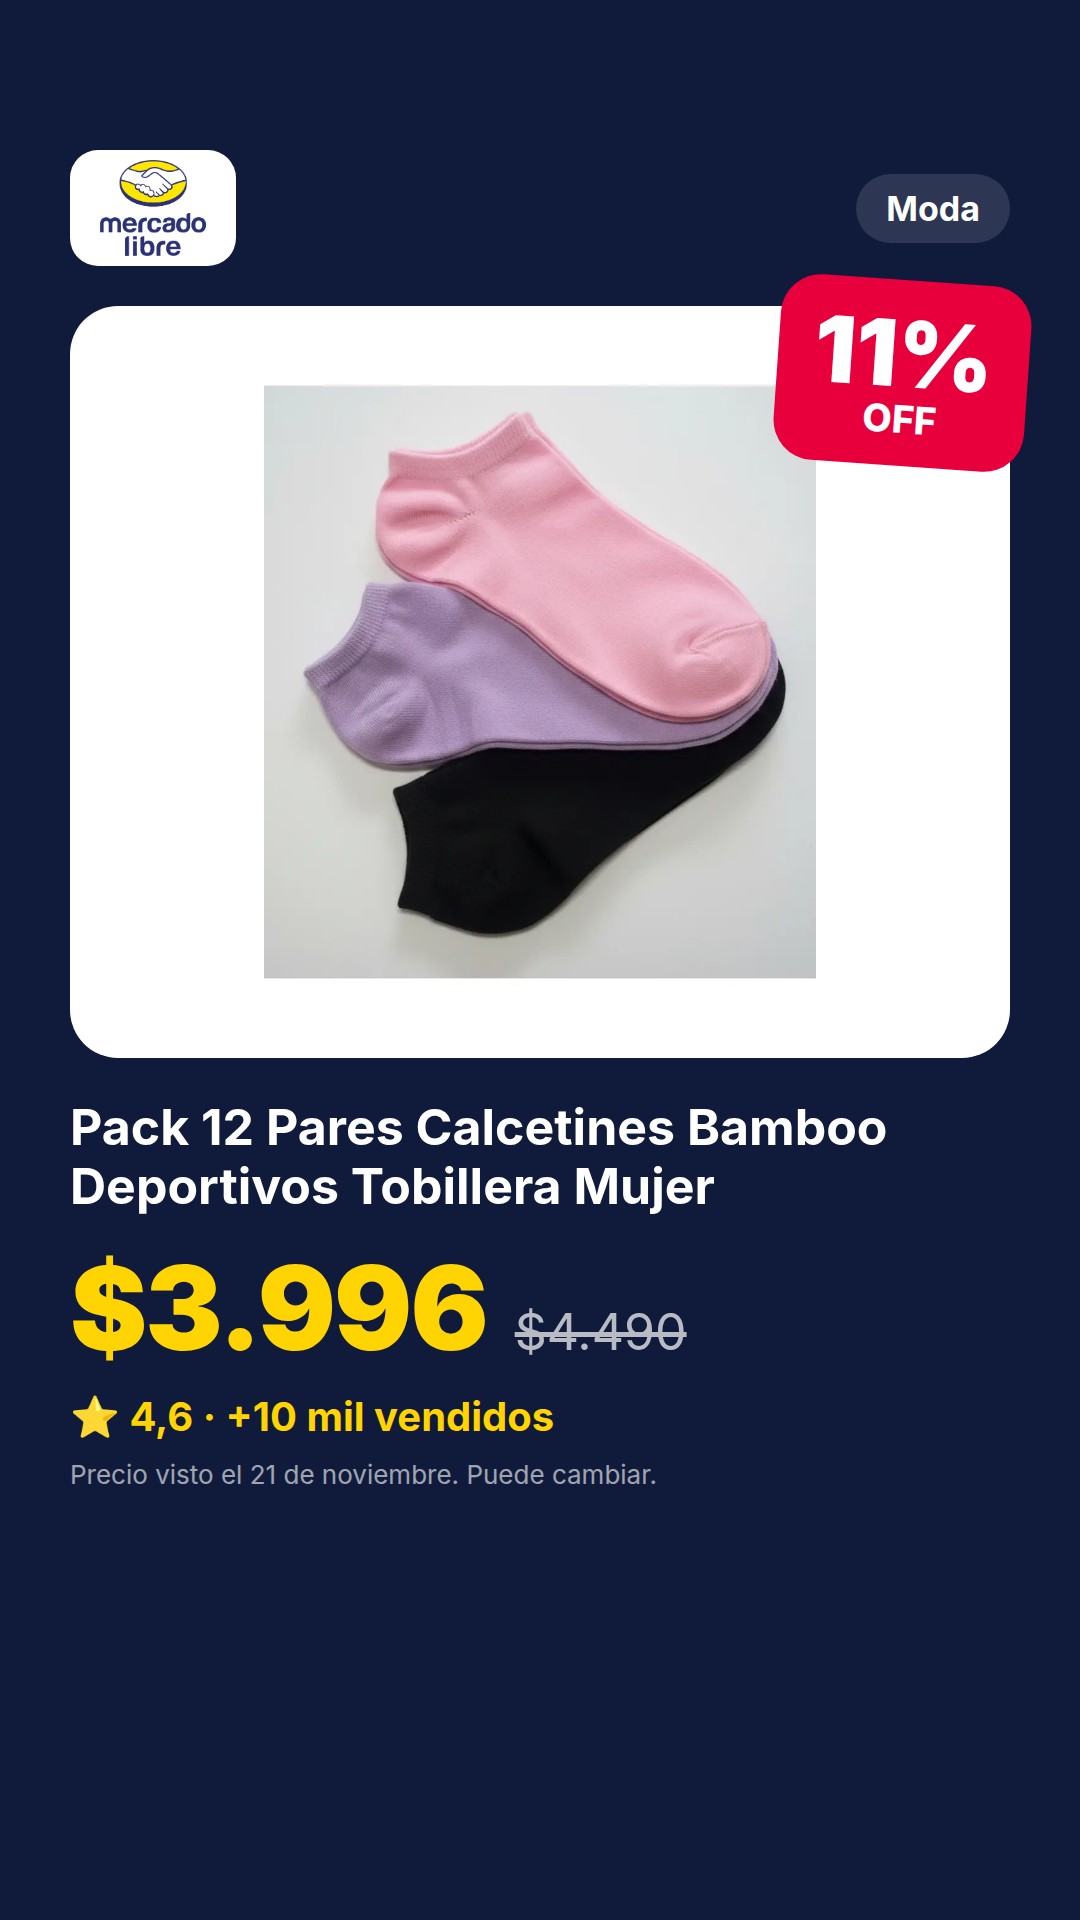 mercado
libre
Moda
11%
OFF
Pack 12 Pares Calcetines Bamboo
Deportivos Tobillera Mujer
$3.996 $4.490
⭐ 4,6 · +10 mil vendidos
Precio visto el 21 de noviembre. Puede cambiar.